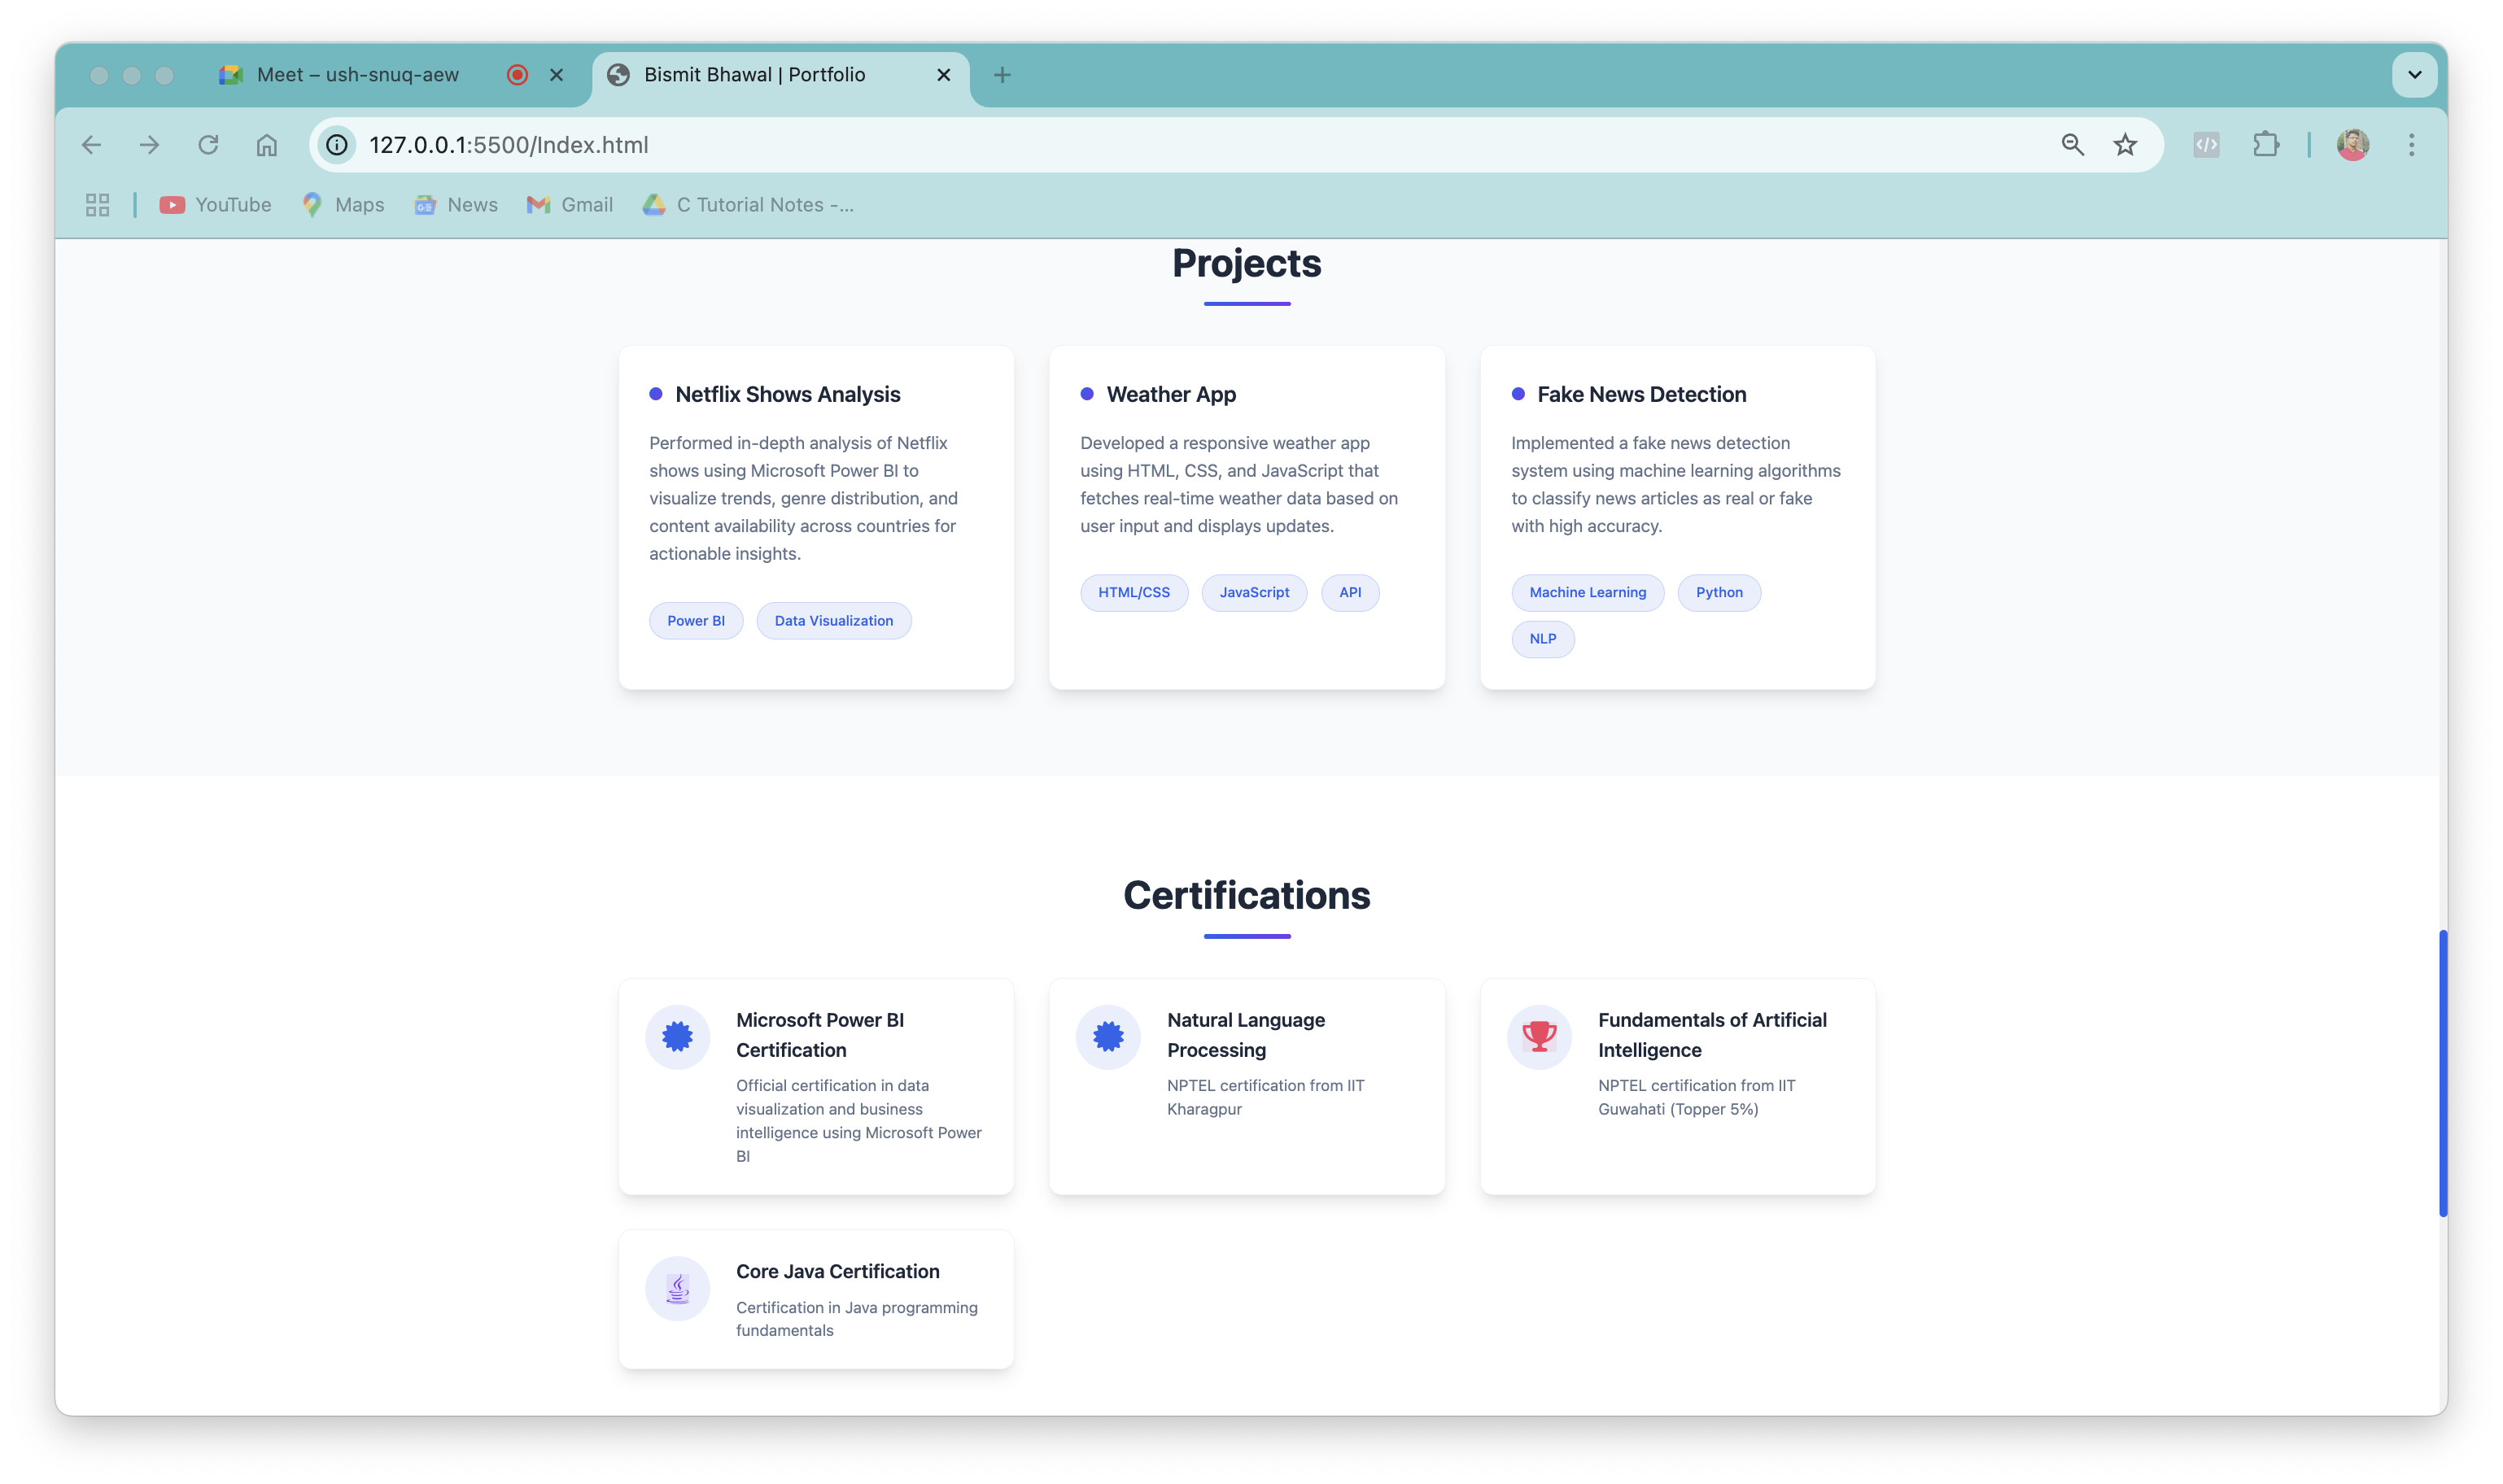 Meet – ush-snuq-aew
Bismit Bhawal | Portfolio
127.0.0.1:5500/Index.html
YouTube
Maps
News
Gmail
C Tutorial Notes -...
Projects
Netflix Shows Analysis
Performed in-depth analysis of Netflix
shows using Microsoft Power BI to
visualize trends, genre distribution, and
content availability across countries for
actionable insights.
Power BI
Data Visualization
Weather App
Developed a responsive weather app
using HTML, CSS, and JavaScript that
fetches real-time weather data based on
user input and displays updates.
HTML/CSS
JavaScript
API
Fake News Detection
Implemented a fake news detection
system using machine learning algorithms
to classify news articles as real or fake
with high accuracy.
Machine Learning
Python
NLP
Certifications
Microsoft Power BI
Certification
Official certification in data
visualization and business
intelligence using Microsoft Power
BI
Natural Language
Processing
NPTEL certification from IIT
Kharagpur
Fundamentals of Artificial
Intelligence
NPTEL certification from IIT
Guwahati (Topper 5%)
Core Java Certification
Certification in Java programming
fundamentals